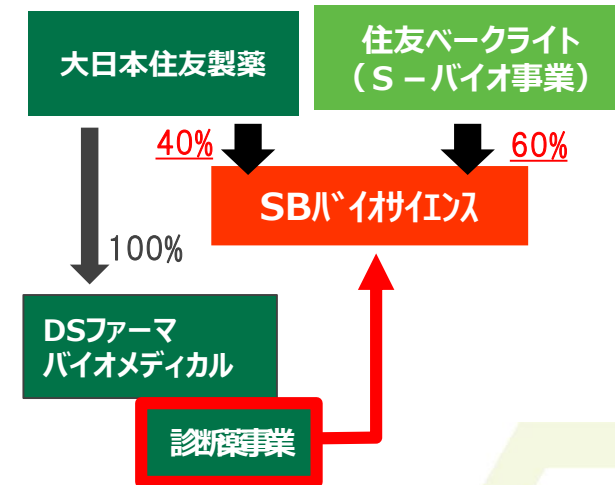 大日本住友製薬
住友ベークライト
（S－バイオ事業）
40%
60%
SBバイオサイエンス
100%
DSファーマ
バイオメディカル
診断薬事業